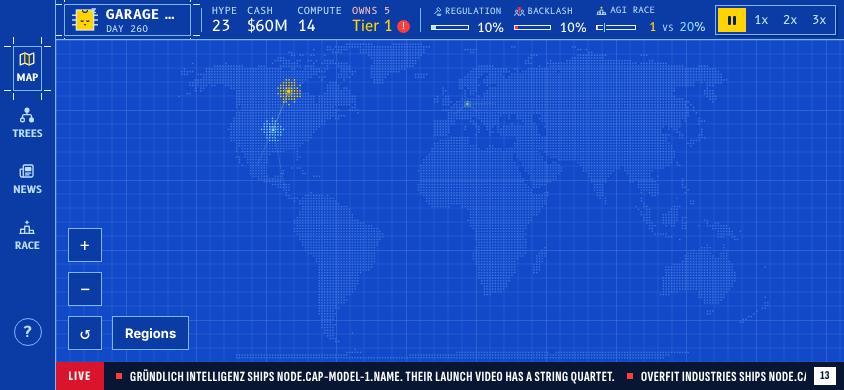 GARAGE ...
DAY 260
HYPE
23
CASH
$60M
COMPUTE
14
OWNS 5
Tier 1 !
REGULATION
10%
BACKLASH
10%
AGI RACE
1 VS 20%
1x 2x 3x
MAP
TREES
NEWS
RACE
?
+
−
↺ Regions
LIVE
GRÜNDLICH INTELLIGENZ SHIPS NODE.CAP-MODEL-1.NAME. THEIR LAUNCH VIDEO HAS A STRING QUARTET. OVERFIT INDUSTRIES SHIPS NODE.CA 13